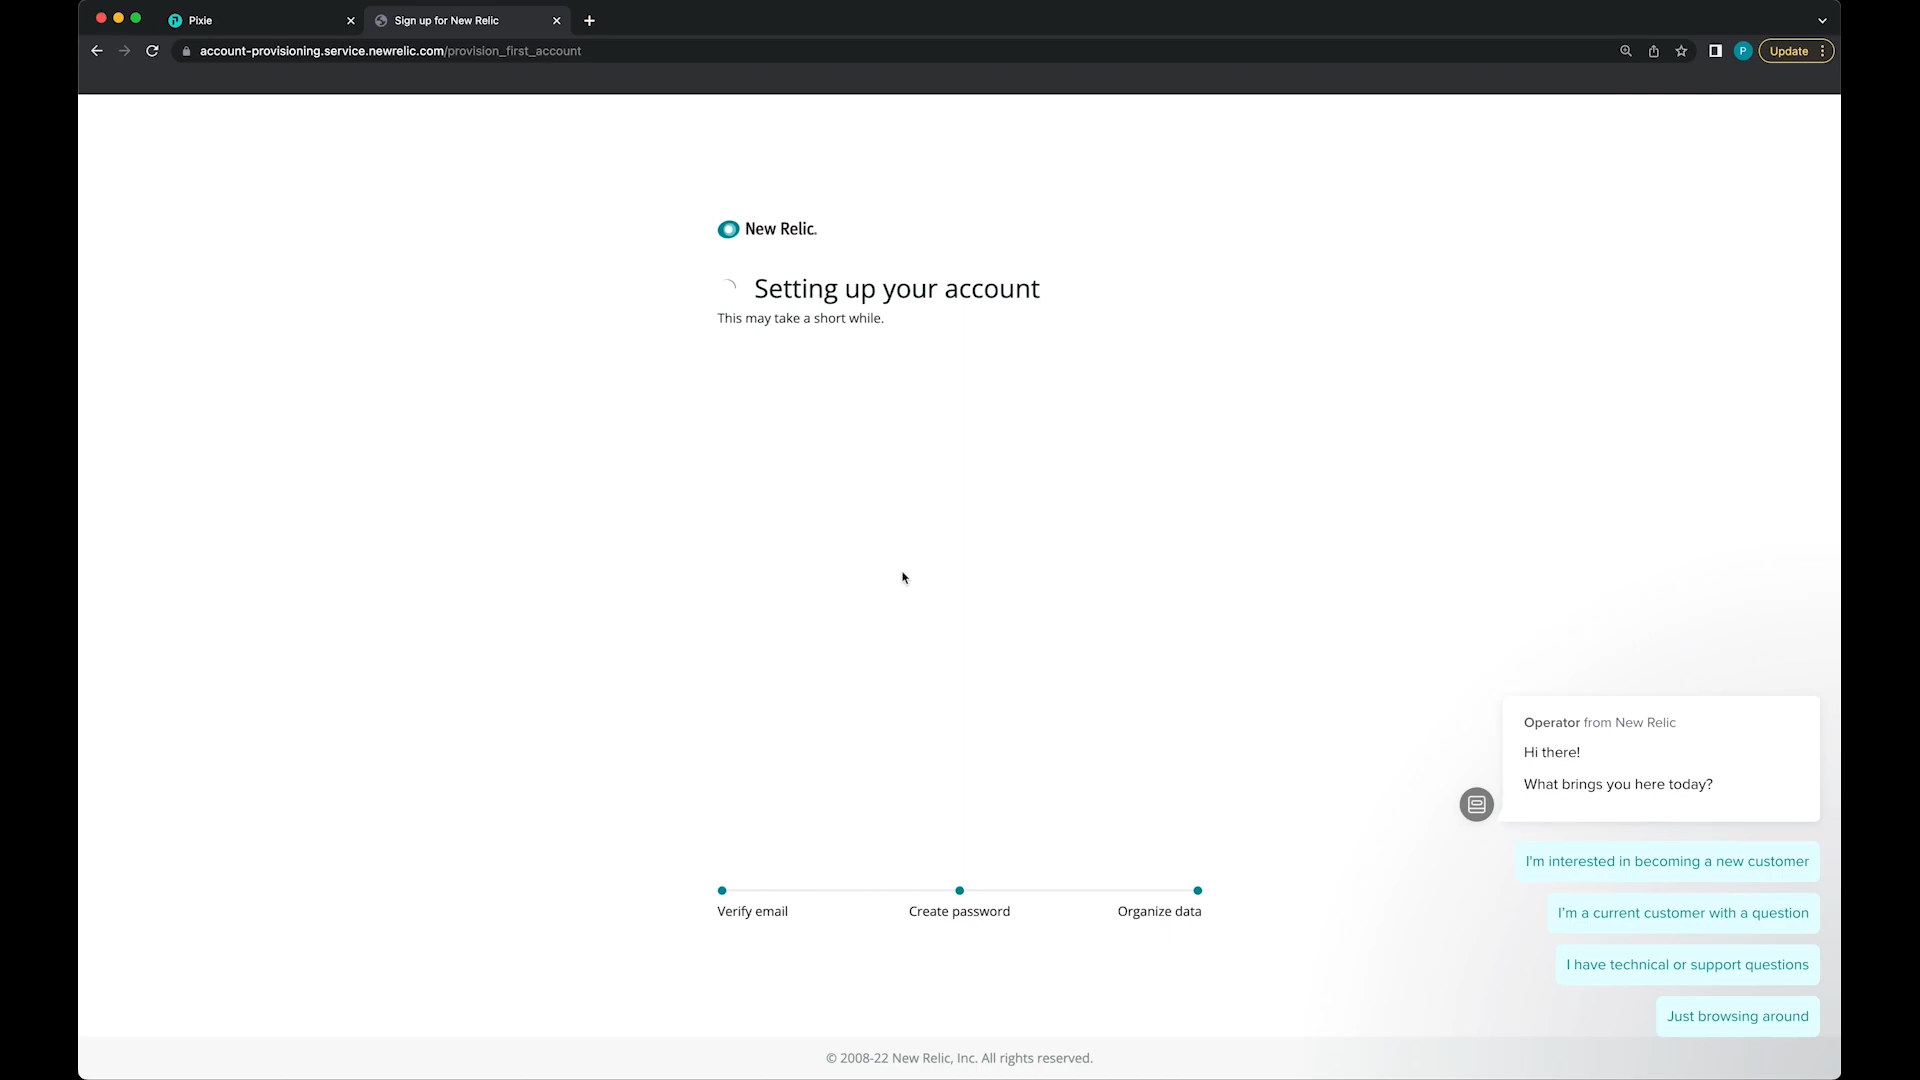 Pixie
Sign up for New Relic
account-provisioning.service.newrelic.com/provision_first_account
P
Update
New Relic.
Setting up your account
This may take a short while.
Operator from New Relic
Hi there!
What brings you here today?
I'm interested in becoming a new customer
I'm a current customer with a question
I have technical or support questions
Just browsing around
Verify email
Create password
Organize data
© 2008-22 New Relic, Inc. All rights reserved.